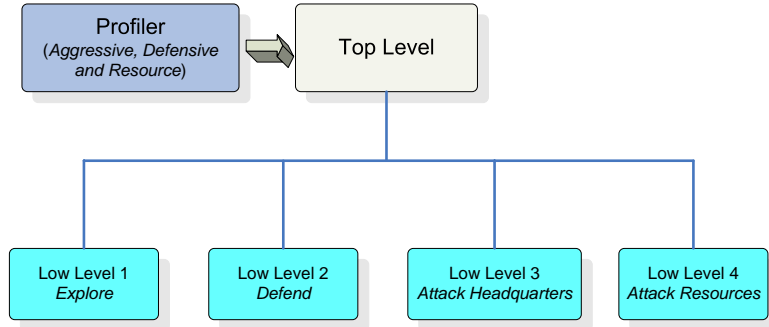 Profiler
(Aggressive, Defensive
and Resource)
Top Level
Low Level 1
Explore
Low Level 2
Defend
Low Level 3
Attack Headquarters
Low Level 4
Attack Resources